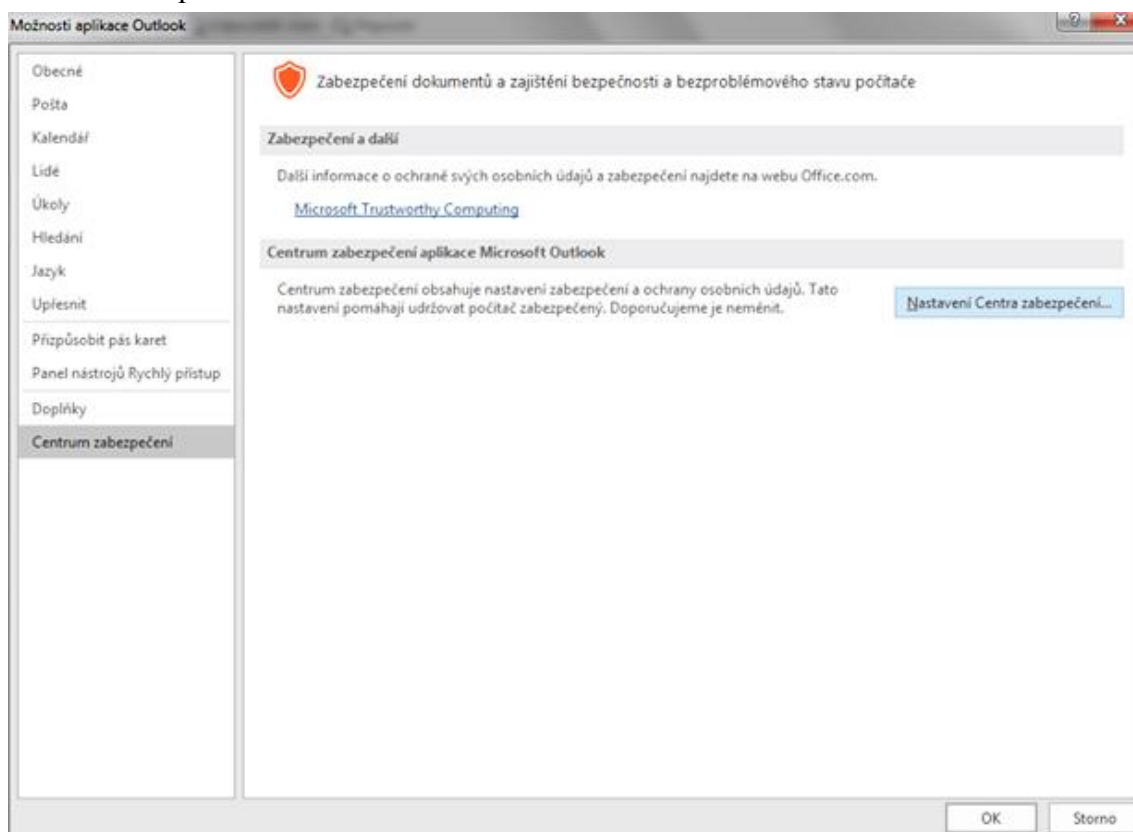 Možnosti aplikace Outlook
Obecné
Pošta
Kalendář
Lidé
Úkoly
Hledání
Jazyk
Upřesnit
Přizpůsobit pás karet
Panel nástrojů Rychlý přístup
Doplňky
Centrum zabezpečení
Zabezpečení dokumentů a zajištění bezpečnosti a bezproblémového stavu počítače
Zabezpečení a další
Další informace o ochraně svých osobních údajů a zabezpečení najdete na webu Office.com.
Microsoft Trustworthy Computing
Centrum zabezpečení aplikace Microsoft Outlook
Centrum zabezpečení obsahuje nastavení zabezpečení a ochrany osobních údajů. Tato
nastavení pomáhají udržovat počítač zabezpečený. Doporučujeme je neměnit.
Nastavení Centra zabezpečení...
OK
Storno